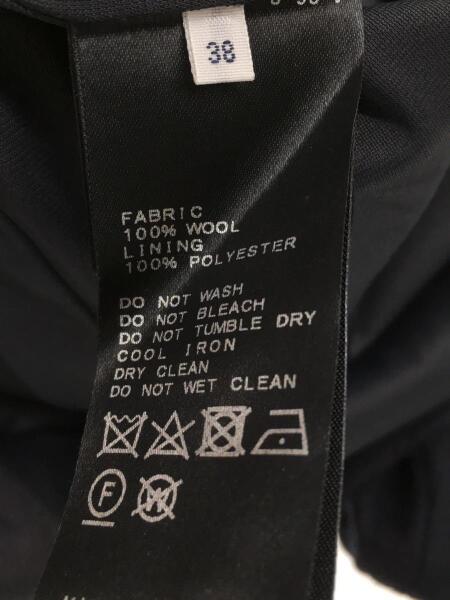 38
FABRIC
100% WOOL
LINING
100% POLYESTER
DO NOT WASH
DO NOT BLEACH
DO NOT TUMBLE DRY
COOL IRON
DRY CLEAN
DO NOT WET CLEAN
F W